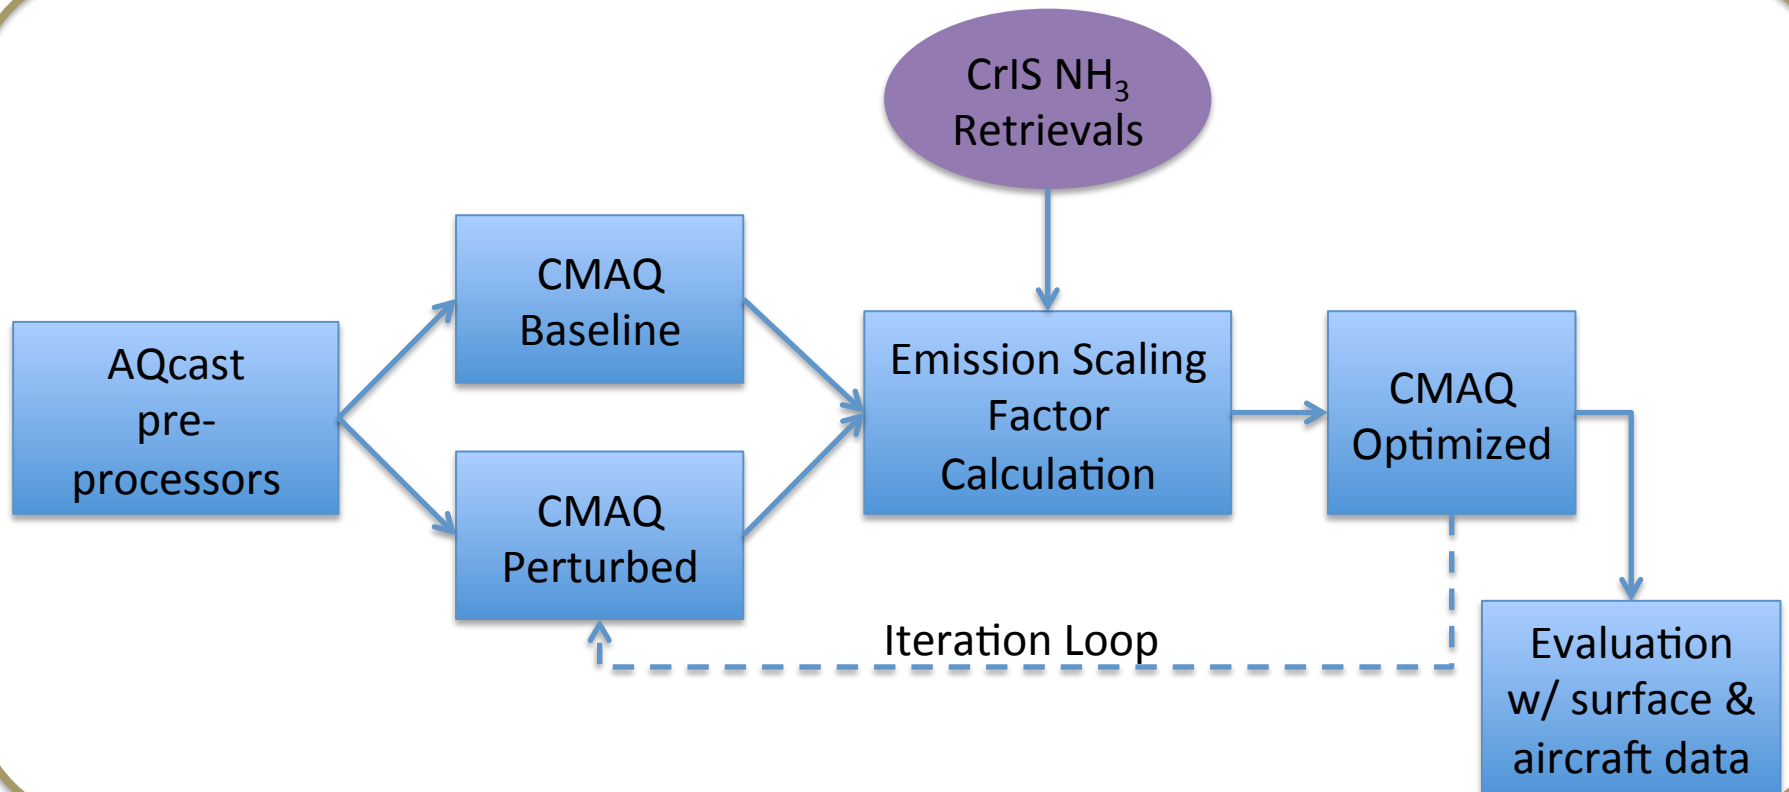 CrIS NH₃
Retrievals
CMAQ
Baseline
AQcast
pre-
processors
CMAQ
Perturbed
Emission Scaling
Factor
Calculation
CMAQ
Optimized
Iteration Loop
Evaluation
w/ surface &
aircraft data